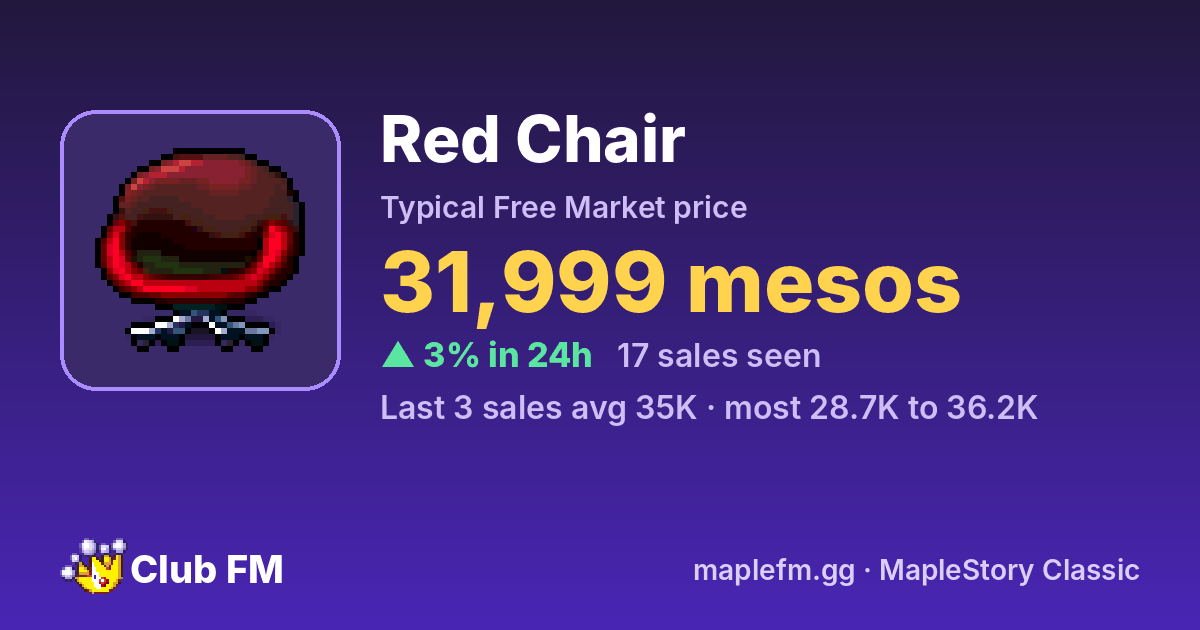 Red Chair
Typical Free Market price
31,999 mesos
▲ 3% in 24h 17 sales seen
Last 3 sales avg 35K · most 28.7K to 36.2K
Club FM
maplefm.gg · MapleStory Classic